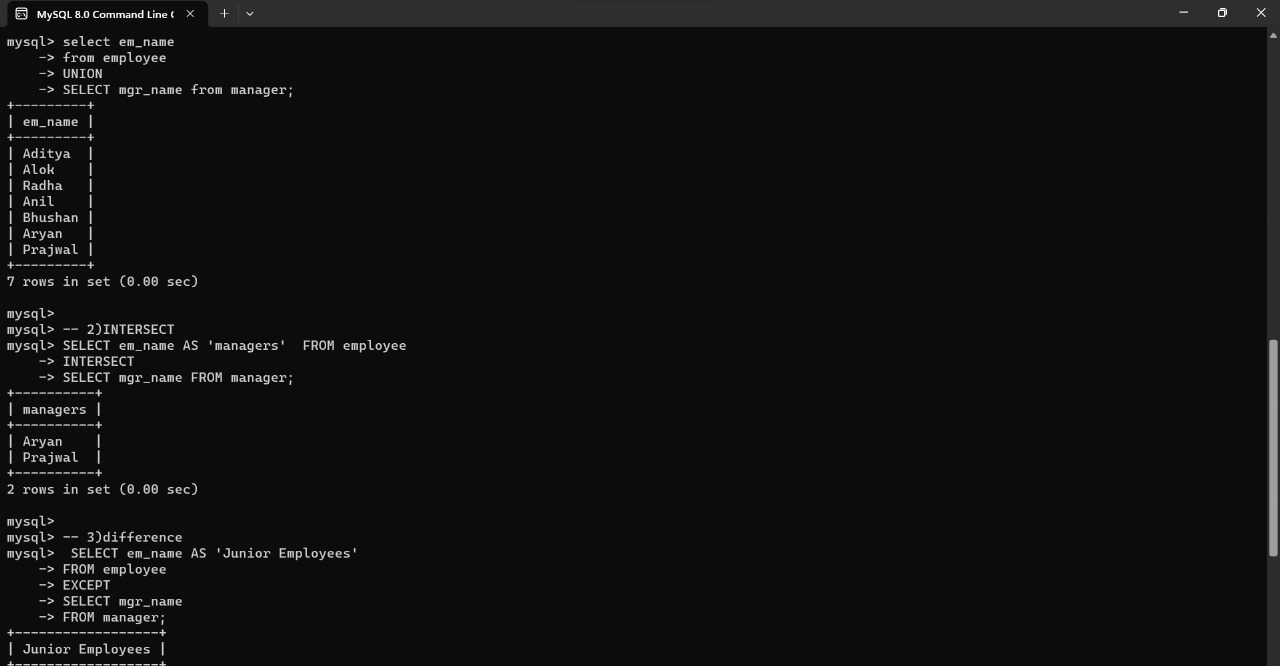 MySQL 8.0 Command Line C
mysql> select em_name
    -> from employee
    -> UNION
    -> SELECT mgr_name from manager;
+---------+
| em_name |
+---------+
| Aditya  |
| Alok    |
| Radha   |
| Anil    |
| Bhushan |
| Aryan   |
| Prajwal |
+---------+
7 rows in set (0.00 sec)

mysql>
mysql> -- 2)INTERSECT
mysql> SELECT em_name AS 'managers'  FROM employee
    -> INTERSECT
    -> SELECT mgr_name FROM manager;
+----------+
| managers |
+----------+
| Aryan    |
| Prajwal  |
+----------+
2 rows in set (0.00 sec)

mysql>
mysql> -- 3)difference
mysql>  SELECT em_name AS 'Junior Employees'
    -> FROM employee
    -> EXCEPT
    -> SELECT mgr_name
    -> FROM manager;
+------------------+
| Junior Employees |
+------------------+